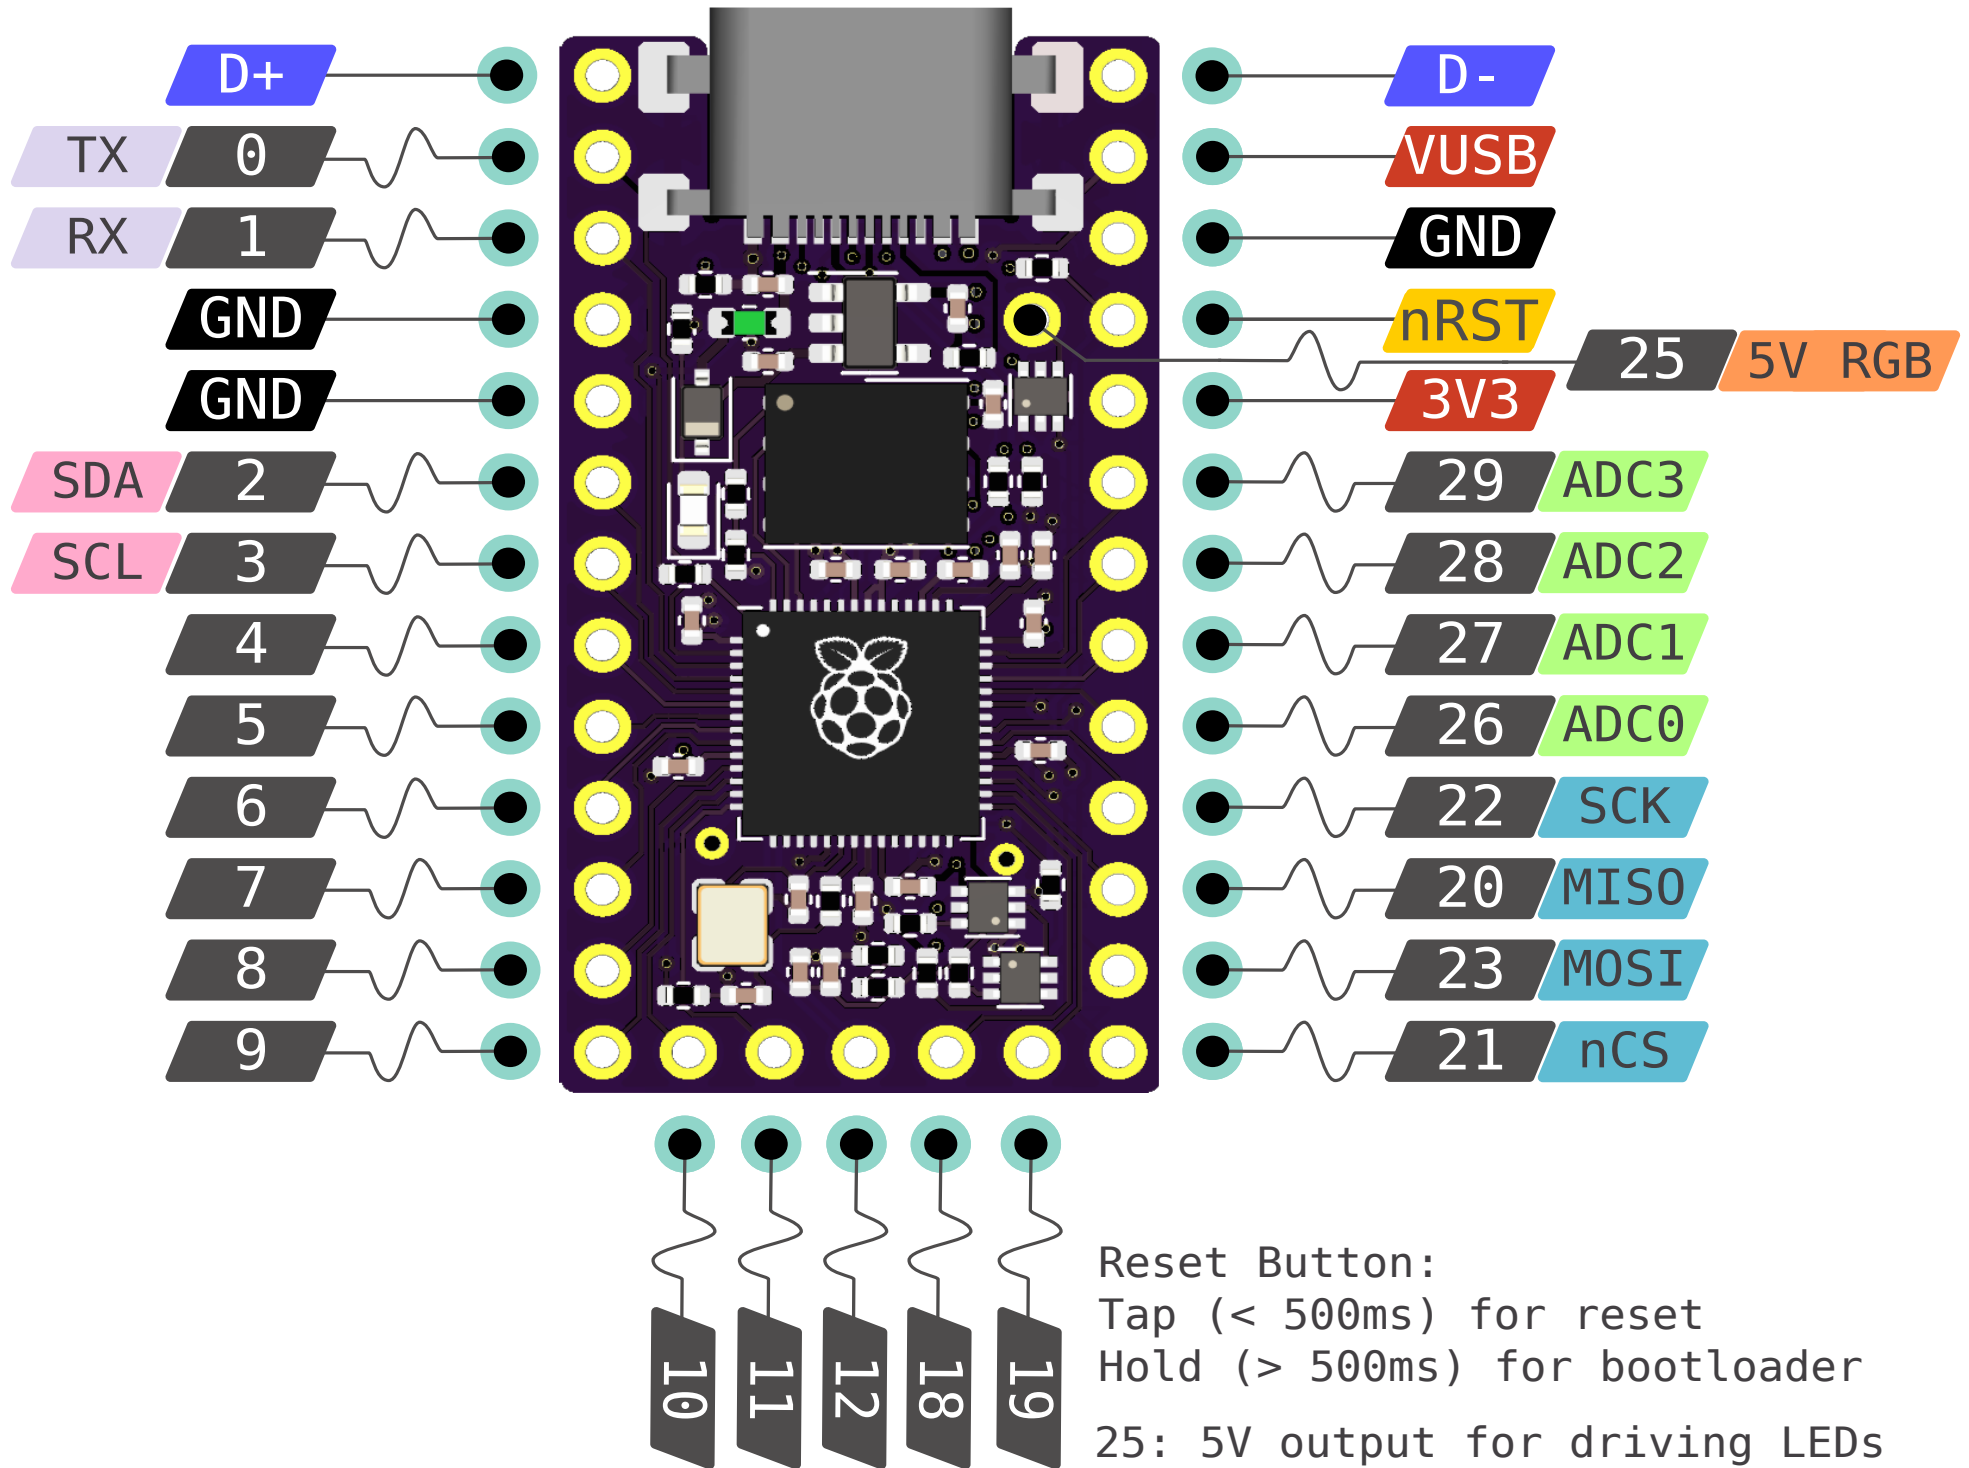 D+
TX 0
RX 1
GND
GND
SDA 2
SCL 3
4
5
6
7
8
9
D-
VUSB
GND
nRST
25 5V RGB
3V3
29 ADC3
28 ADC2
27 ADC1
26 ADC0
22 SCK
20 MISO
23 MOSI
21 nCS
10
11
12
18
19
Reset Button:
Tap (< 500ms) for reset
Hold (> 500ms) for bootloader
25: 5V output for driving LEDs